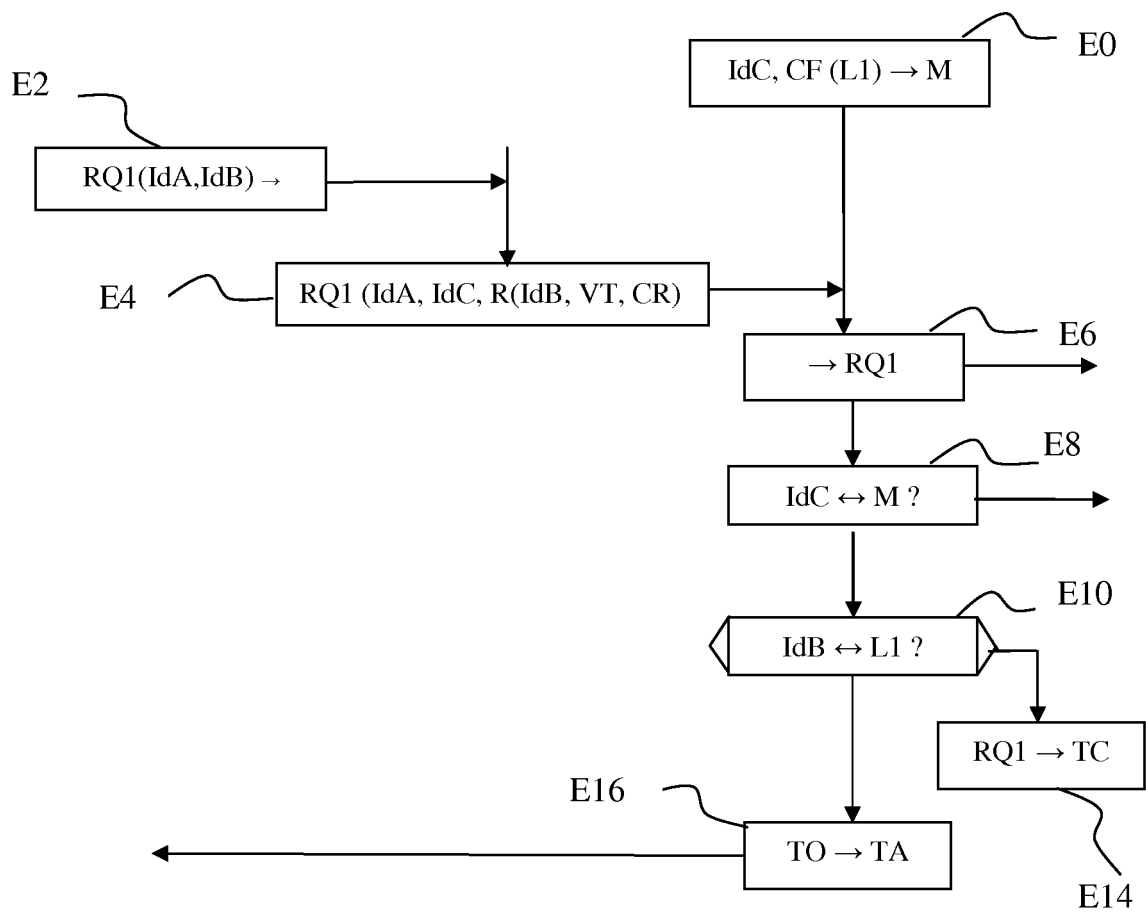 E0
IdC, CF (L1) → M
E2
RQ1(IdA,IdB) →
E4
RQ1 (IdA, IdC, R(IdB, VT, CR)
E6
→ RQ1
E8
IdC ↔ M ?
E10
IdB ↔ L1 ?
RQ1 → TC
E16
TO → TA
E14